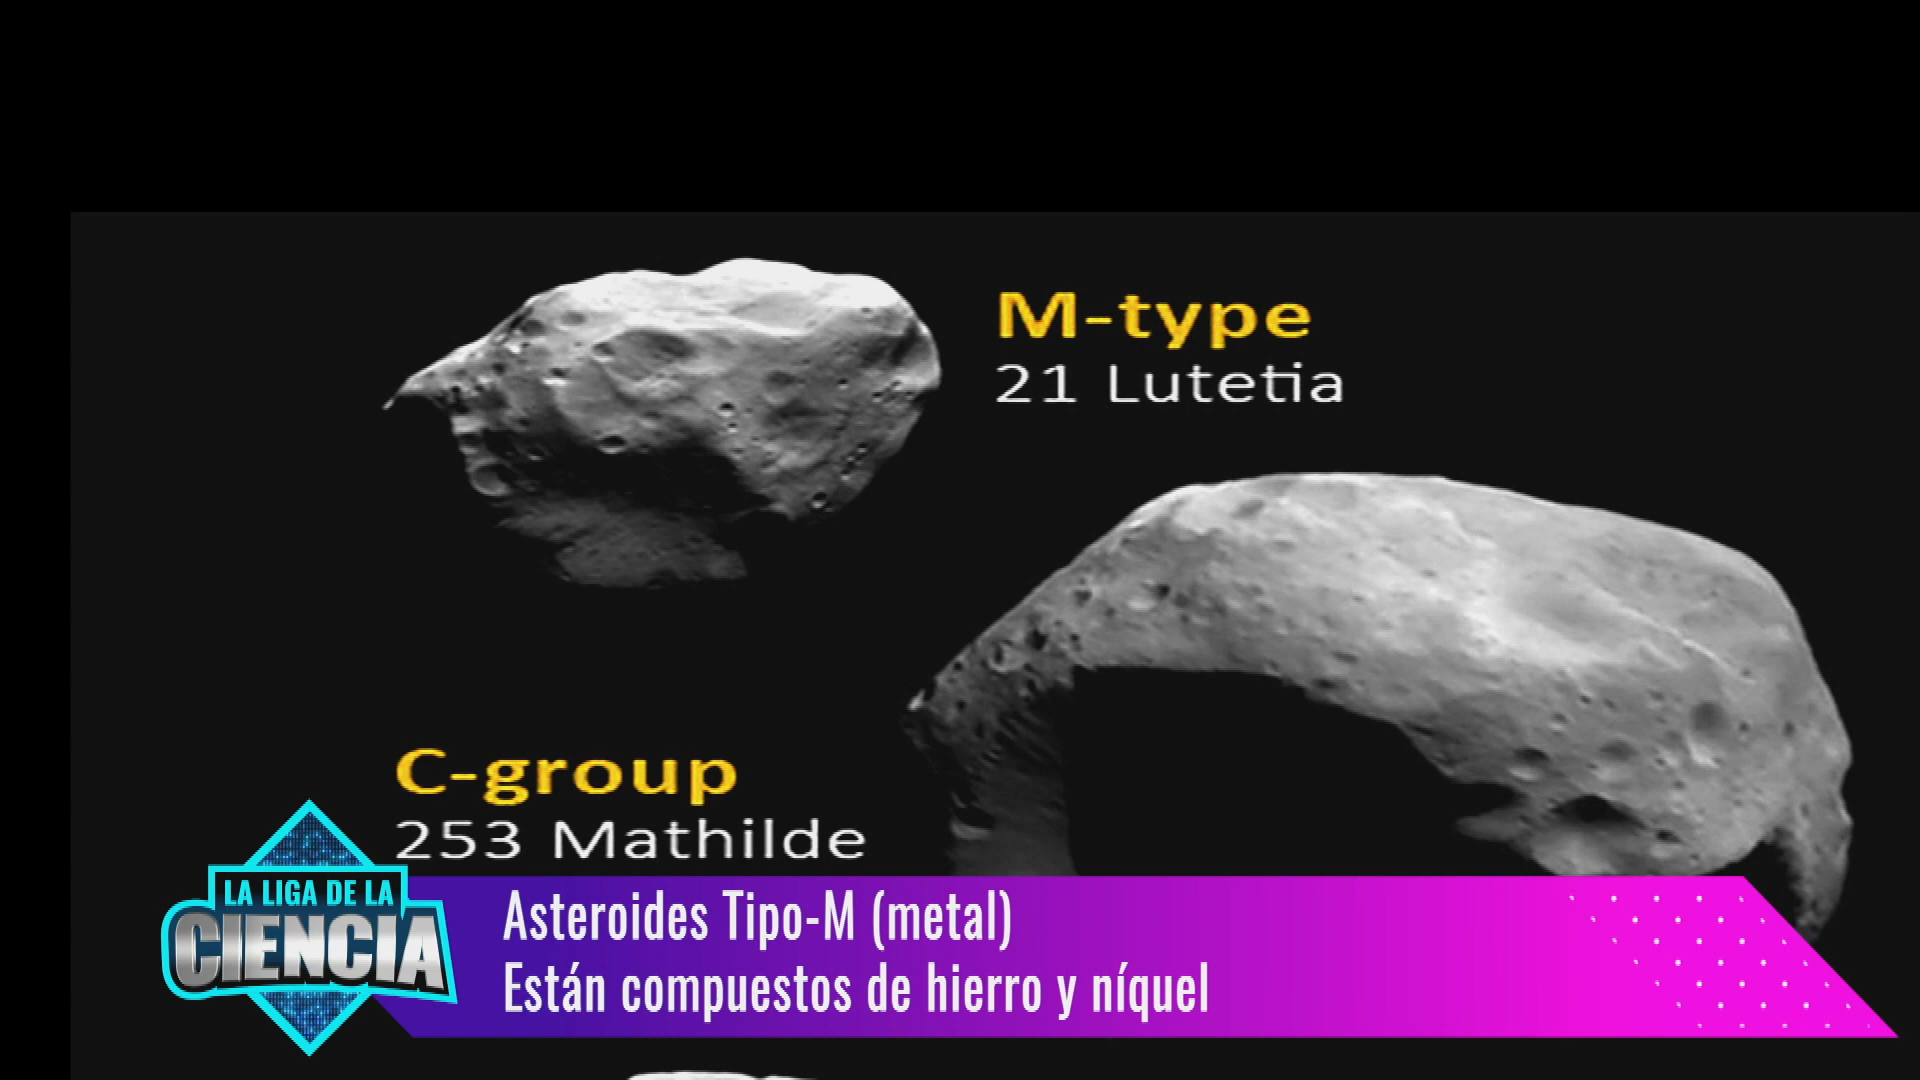 M-type
21 Lutetia
C-group
253 Mathilde
LA LIGA DE LA
CIENCIA
Asteroides Tipo-M (metal)
Están compuestos de hierro y níquel